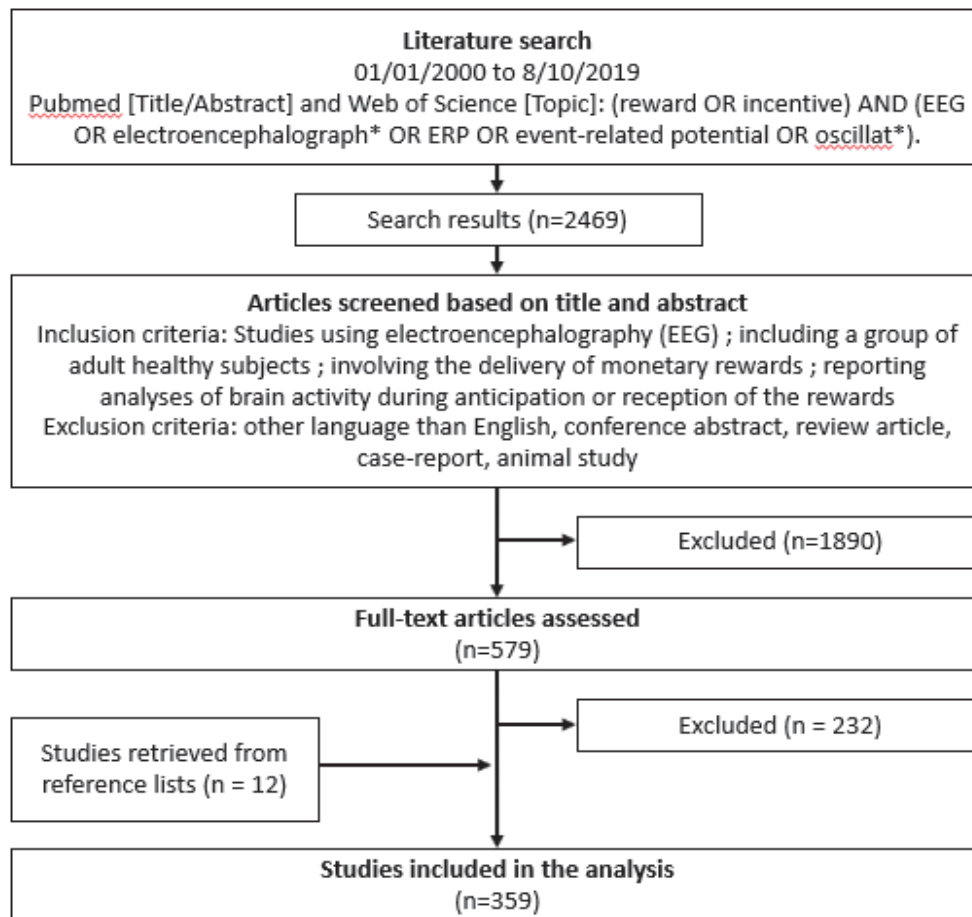 Literature search
01/01/2000 to 8/10/2019
Pubmed [Title/Abstract] and Web of Science [Topic]: (reward OR incentive) AND (EEG
OR electroencephalograph* OR ERP OR event-related potential OR oscillat*).
Search results (n=2469)
Articles screened based on title and abstract
Inclusion criteria: Studies using electroencephalography (EEG) ; including a group of
adult healthy subjects ; involving the delivery of monetary rewards ; reporting
analyses of brain activity during anticipation or reception of the rewards
Exclusion criteria: other language than English, conference abstract, review article,
case-report, animal study
Excluded (n=1890)
Full-text articles assessed
(n=579)
Excluded (n = 232)
Studies retrieved from
reference lists (n = 12)
Studies included in the analysis
(n=359)